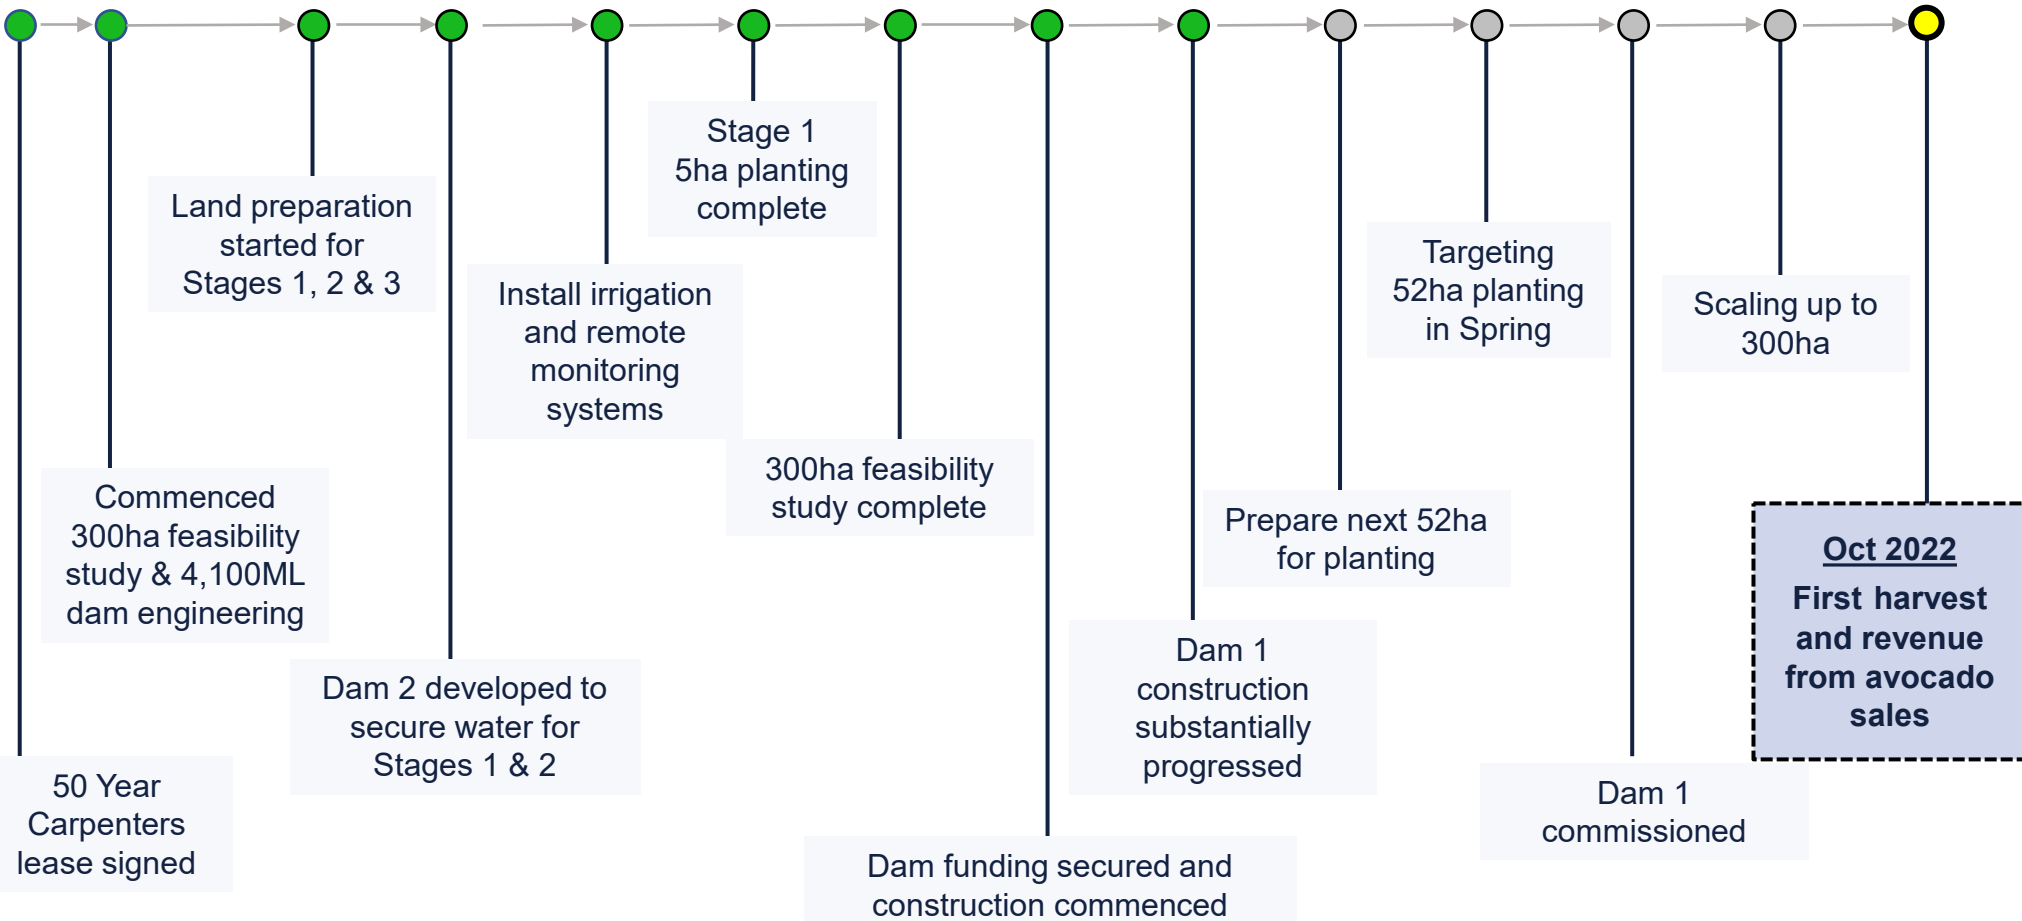 50 Year
Carpenters
lease signed
Commenced
300ha feasibility
study & 4,100ML
dam engineering
Land preparation
started for
Stages 1, 2 & 3
Dam 2 developed to
secure water for
Stages 1 & 2
Install irrigation
and remote
monitoring
systems
Stage 1
5ha planting
complete
300ha feasibility
study complete
Dam funding secured and
construction commenced
Dam 1
construction
substantially
progressed
Prepare next 52ha
for planting
Targeting
52ha planting
in Spring
Dam 1
commissioned
Scaling up to
300ha
Oct 2022
First harvest
and revenue
from avocado
sales